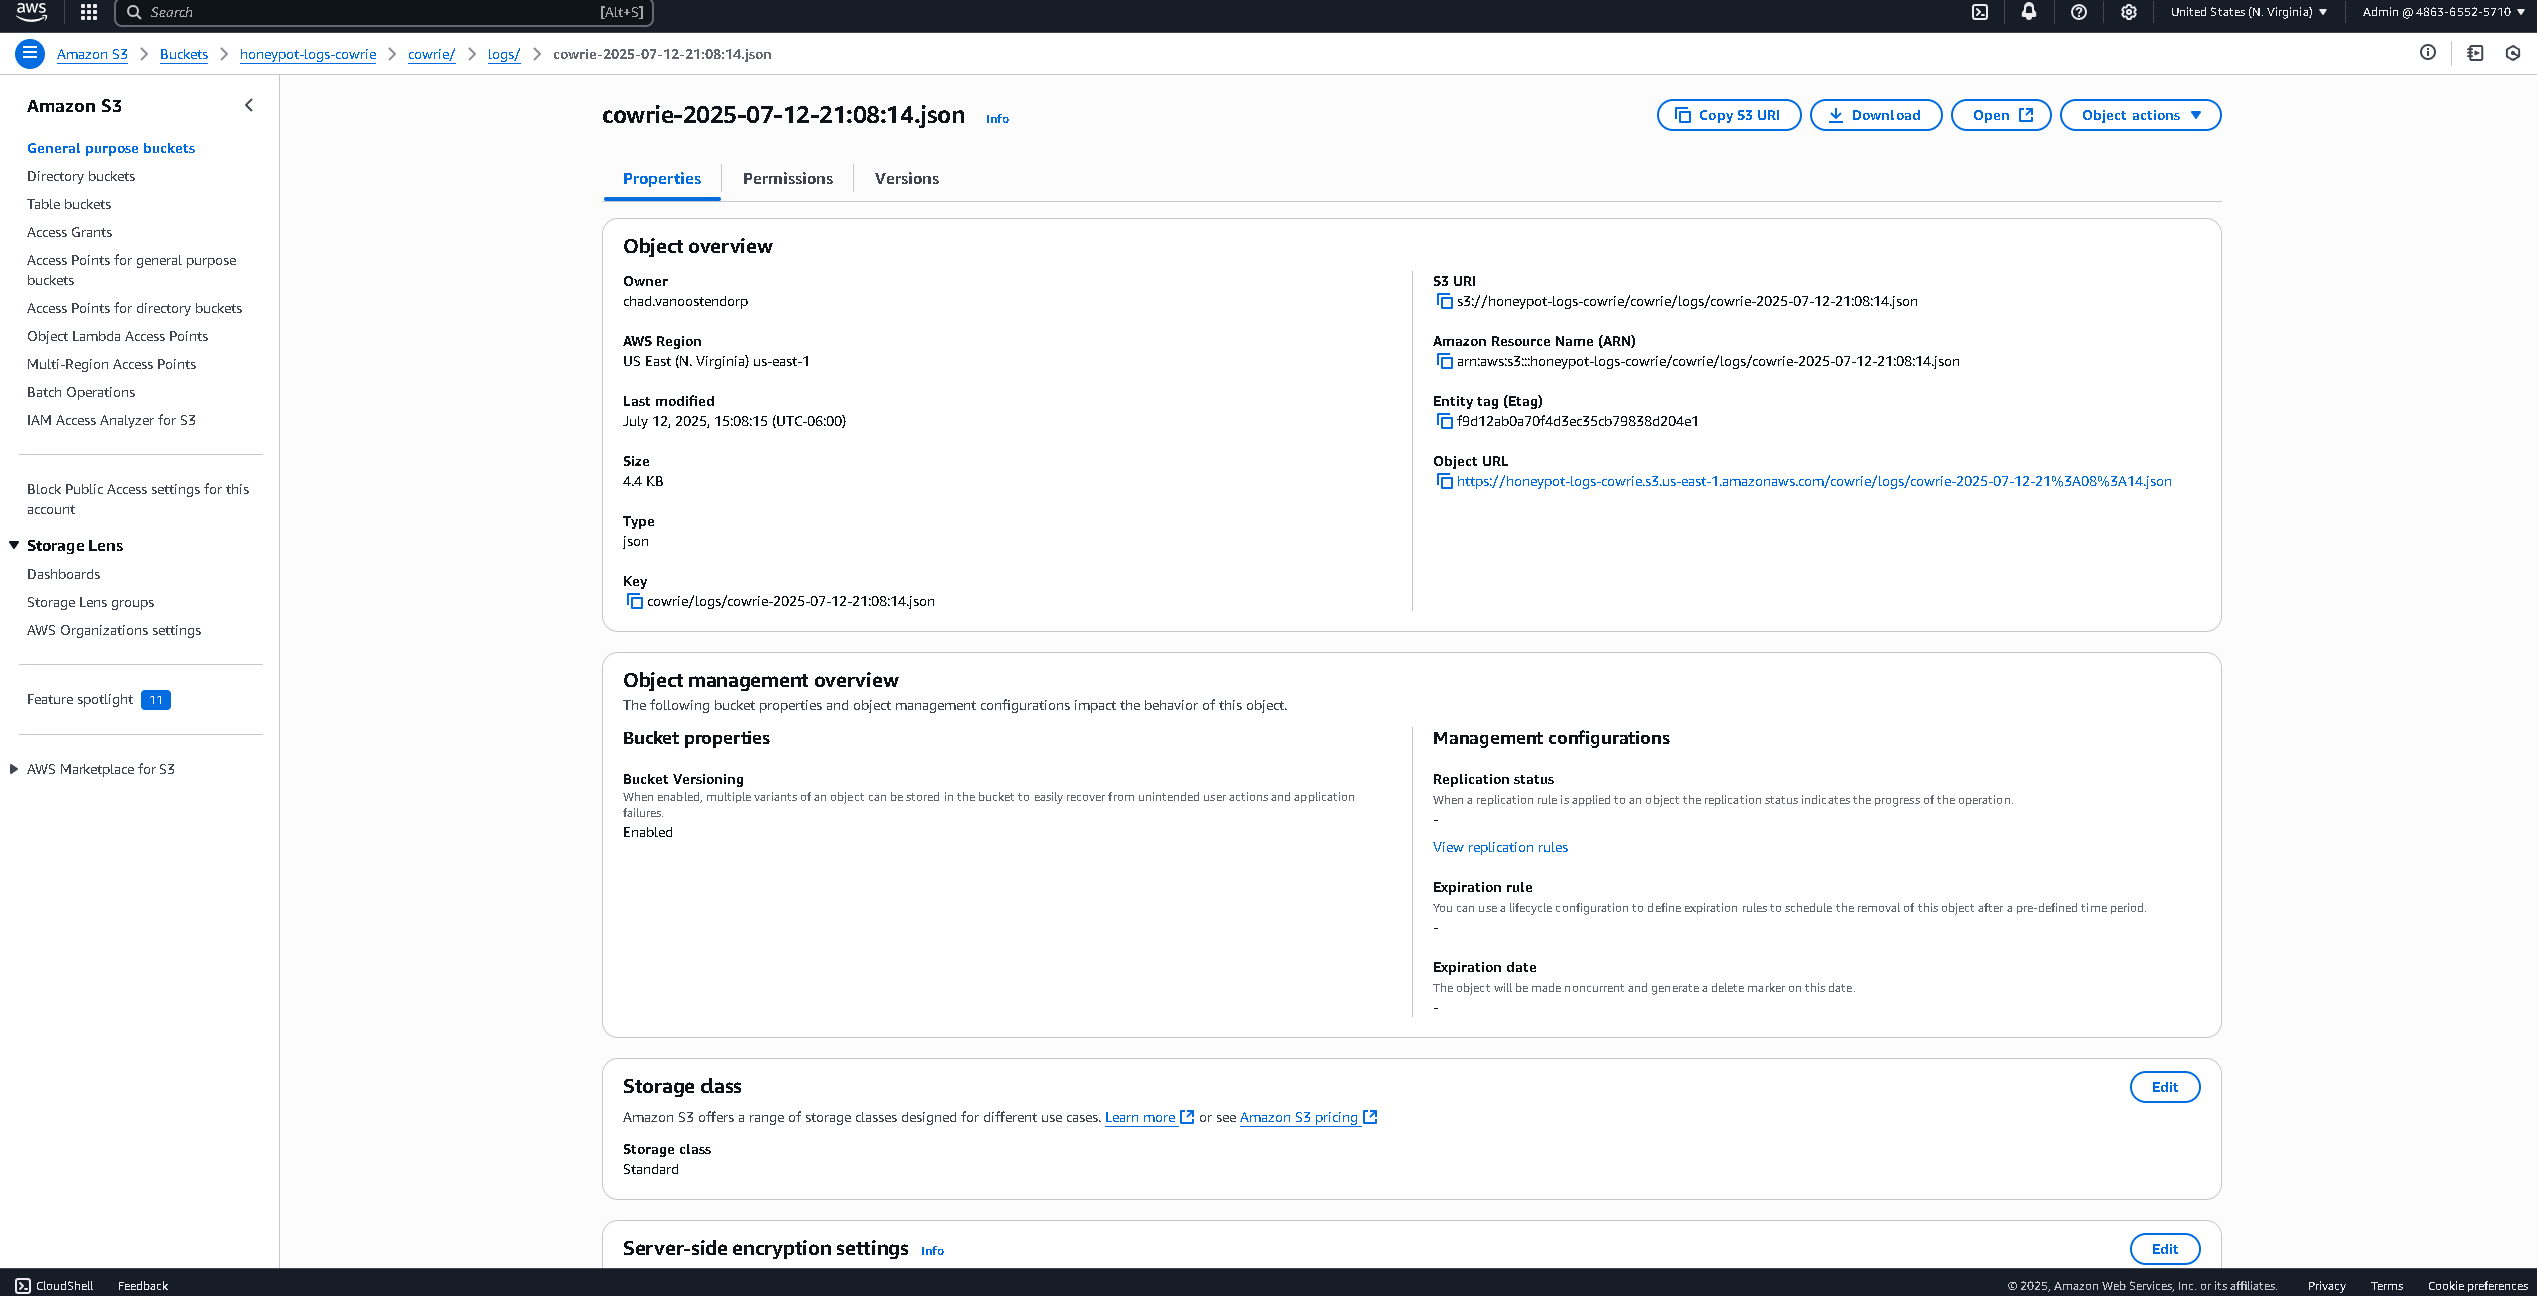 aws
Search
[Alt+S]
United States (N. Virginia)
Admin @ 4863-6552-5710
Amazon S3
Buckets
honeypot-logs-cowrie
cowrie/
logs/
cowrie-2025-07-12-21:08:14.json
Amazon S3
General purpose buckets
Directory buckets
Table buckets
Access Grants
Access Points for general purpose
buckets
Access Points for directory buckets
Object Lambda Access Points
Multi-Region Access Points
Batch Operations
IAM Access Analyzer for S3
Block Public Access settings for this
account
Storage Lens
Dashboards
Storage Lens groups
AWS Organizations settings
Feature spotlight 11
AWS Marketplace for S3
cowrie-2025-07-12-21:08:14.json Info
Copy S3 URI
Download
Open
Object actions
Properties
Permissions
Versions
Object overview
Owner
chad.vanoostendorp
AWS Region
US East (N. Virginia) us-east-1
Last modified
July 12, 2025, 15:08:15 (UTC-06:00)
Size
4.4 KB
Type
json
Key
cowrie/logs/cowrie-2025-07-12-21:08:14.json
S3 URI
s3://honeypot-logs-cowrie/cowrie/logs/cowrie-2025-07-12-21:08:14.json
Amazon Resource Name (ARN)
arn:aws:s3:::honeypot-logs-cowrie/cowrie/logs/cowrie-2025-07-12-21:08:14.json
Entity tag (Etag)
f9d12ab0a70f4d3ec35cb79838d204e1
Object URL
https://honeypot-logs-cowrie.s3.us-east-1.amazonaws.com/cowrie/logs/cowrie-2025-07-12-21%3A08%3A14.json
Object management overview
The following bucket properties and object management configurations impact the behavior of this object.
Bucket properties
Bucket Versioning
When enabled, multiple variants of an object can be stored in the bucket to easily recover from unintended user actions and application
failures.
Enabled
Management configurations
Replication status
When a replication rule is applied to an object the replication status indicates the progress of the operation.
-
View replication rules
Expiration rule
You can use a lifecycle configuration to define expiration rules to schedule the removal of this object after a pre-defined time period.
-
Expiration date
The object will be made noncurrent and generate a delete marker on this date.
-
Storage class
Edit
Amazon S3 offers a range of storage classes designed for different use cases. Learn more or see Amazon S3 pricing
Storage class
Standard
Server-side encryption settings Info
Edit
CloudShell
Feedback
© 2025, Amazon Web Services, Inc. or its affiliates.
Privacy
Terms
Cookie preferences